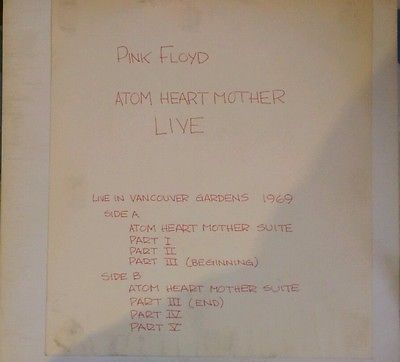 PINK FLOYD
ATOM HEART MOTHER
LIVE
LIVE IN VANCOUVER GARDENS 1969
SIDE A
ATOM HEART MOTHER SUITE
PART I
PART II
PART III (BEGINNING)
SIDE B
ATOM HEART MOTHER SUITE
PART III (END)
PART IV
PART V